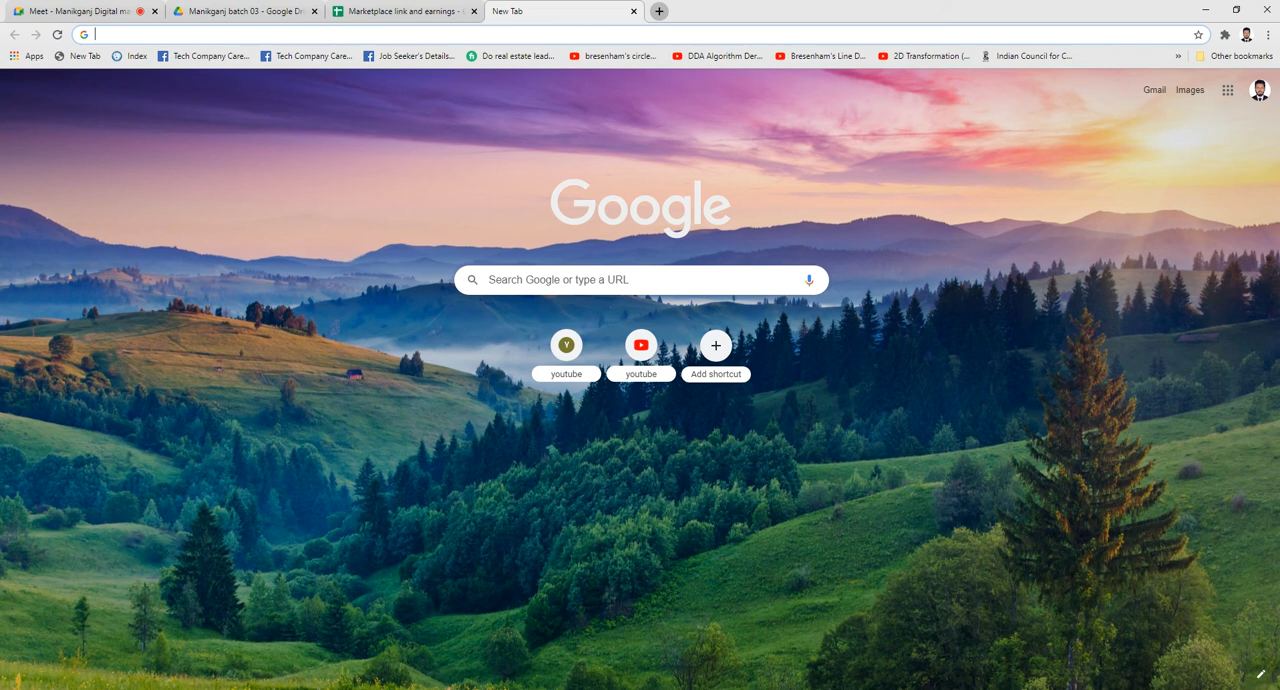 Meet - Manikganj Digital ma
Manikganj batch 03 - Google Dri
Marketplace link and earnings - G
New Tab
Apps
New Tab
Index
Tech Company Care...
Tech Company Care...
Job Seeker's Details...
Do real estate lead...
bresenham's circle...
DDA Algorithm Der...
Bresenham's Line D...
2D Transformation (...
Indian Council for C...
»
Other bookmarks
Gmail
Images
Google
Search Google or type a URL
Y
youtube
youtube
Add shortcut